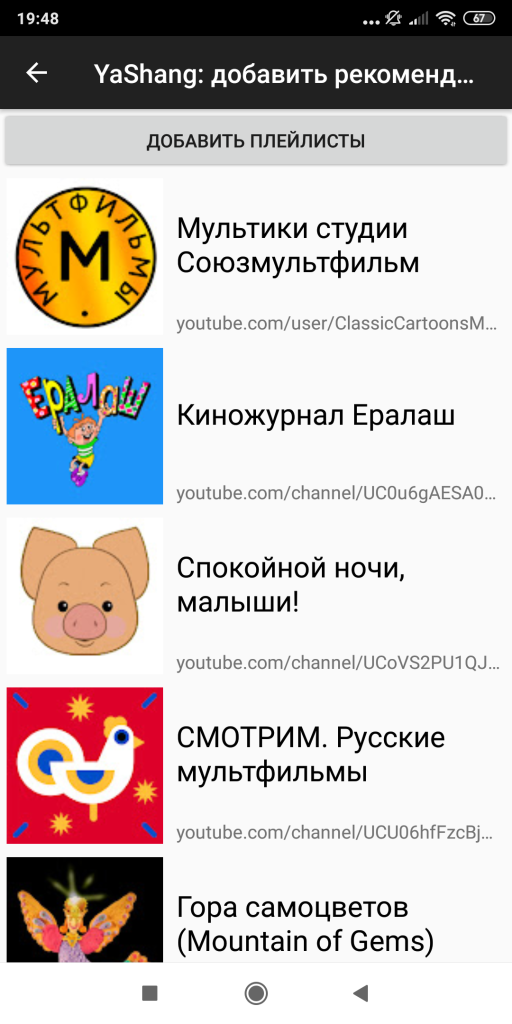 19:48
67
YaShang: добавить рекоменд...
ДОБАВИТЬ ПЛЕЙЛИСТЫ
МУЛЬТФИЛЬМЫ
М
Мультики студии
Союзмультфильм
youtube.com/user/ClassicCartoonsM...
ЕРАЛАШ
Киножурнал Ералаш
youtube.com/channel/UC0u6gAESA0...
Спокойной ночи,
малыши!
youtube.com/channel/UCoVS2PU1QJ...
СМОТРИМ. Русские
мультфильмы
youtube.com/channel/UCU06hfFzcBj...
Гора самоцветов
(Mountain of Gems)